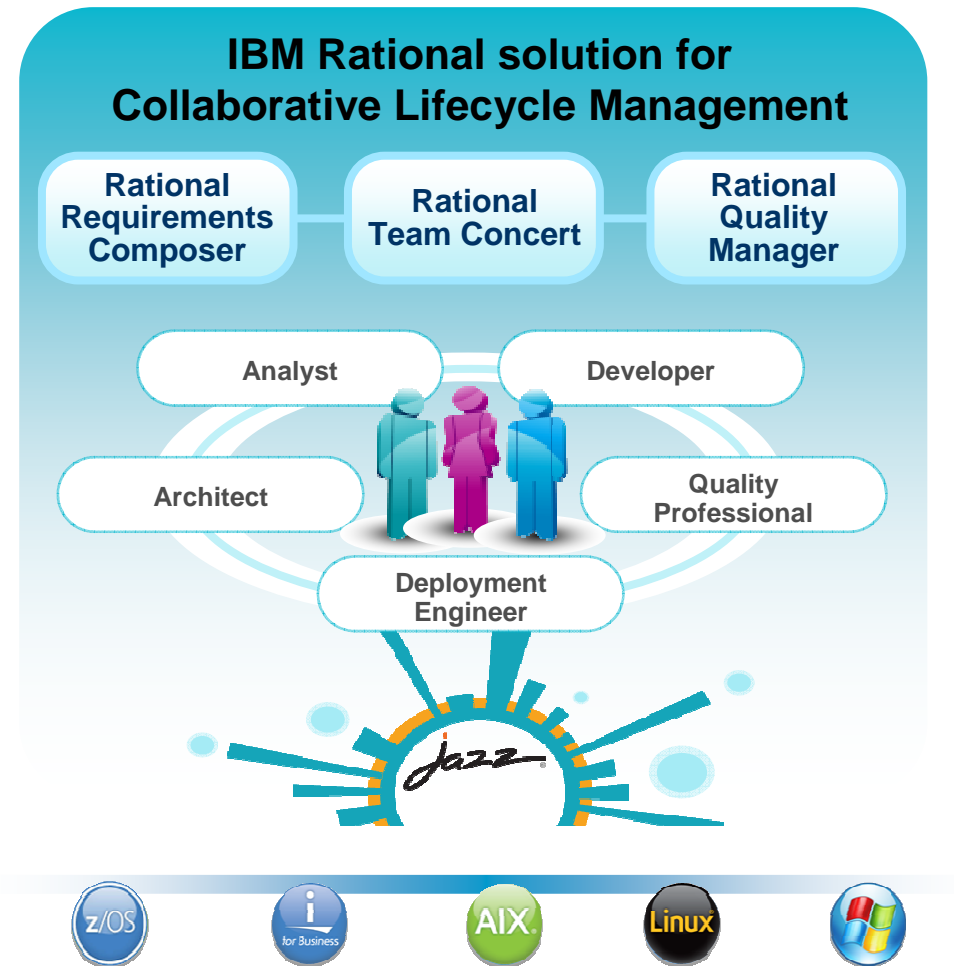 IBM Rational solution for
Collaborative Lifecycle Management
Rational
Requirements
Composer
Rational
Team Concert
Rational
Quality
Manager
Analyst
Developer
Architect
Quality
Professional
Deployment
Engineer
jazz
z/OS
i
for Business
AIX
Linux